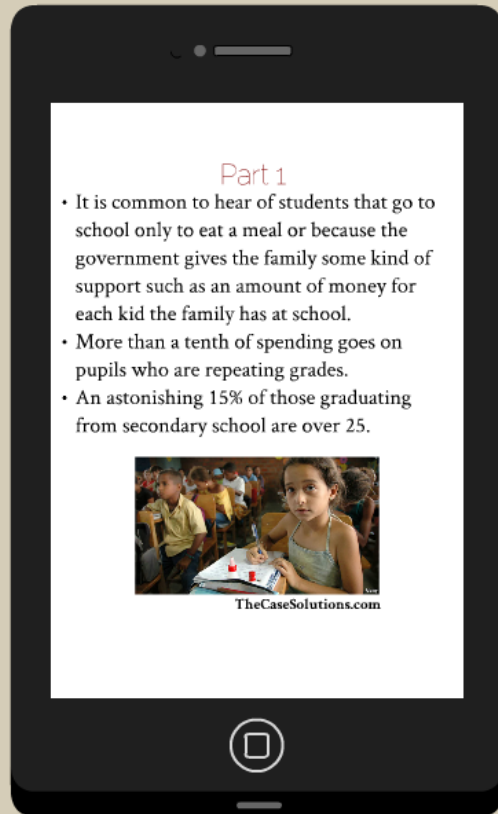 Part 1
• It is common to hear of students that go to
school only to eat a meal or because the
government gives the family some kind of
support such as an amount of money for
each kid the family has at school.
• More than a tenth of spending goes on
pupils who are repeating grades.
• An astonishing 15% of those graduating
from secondary school are over 25.
TheCaseSolutions.com